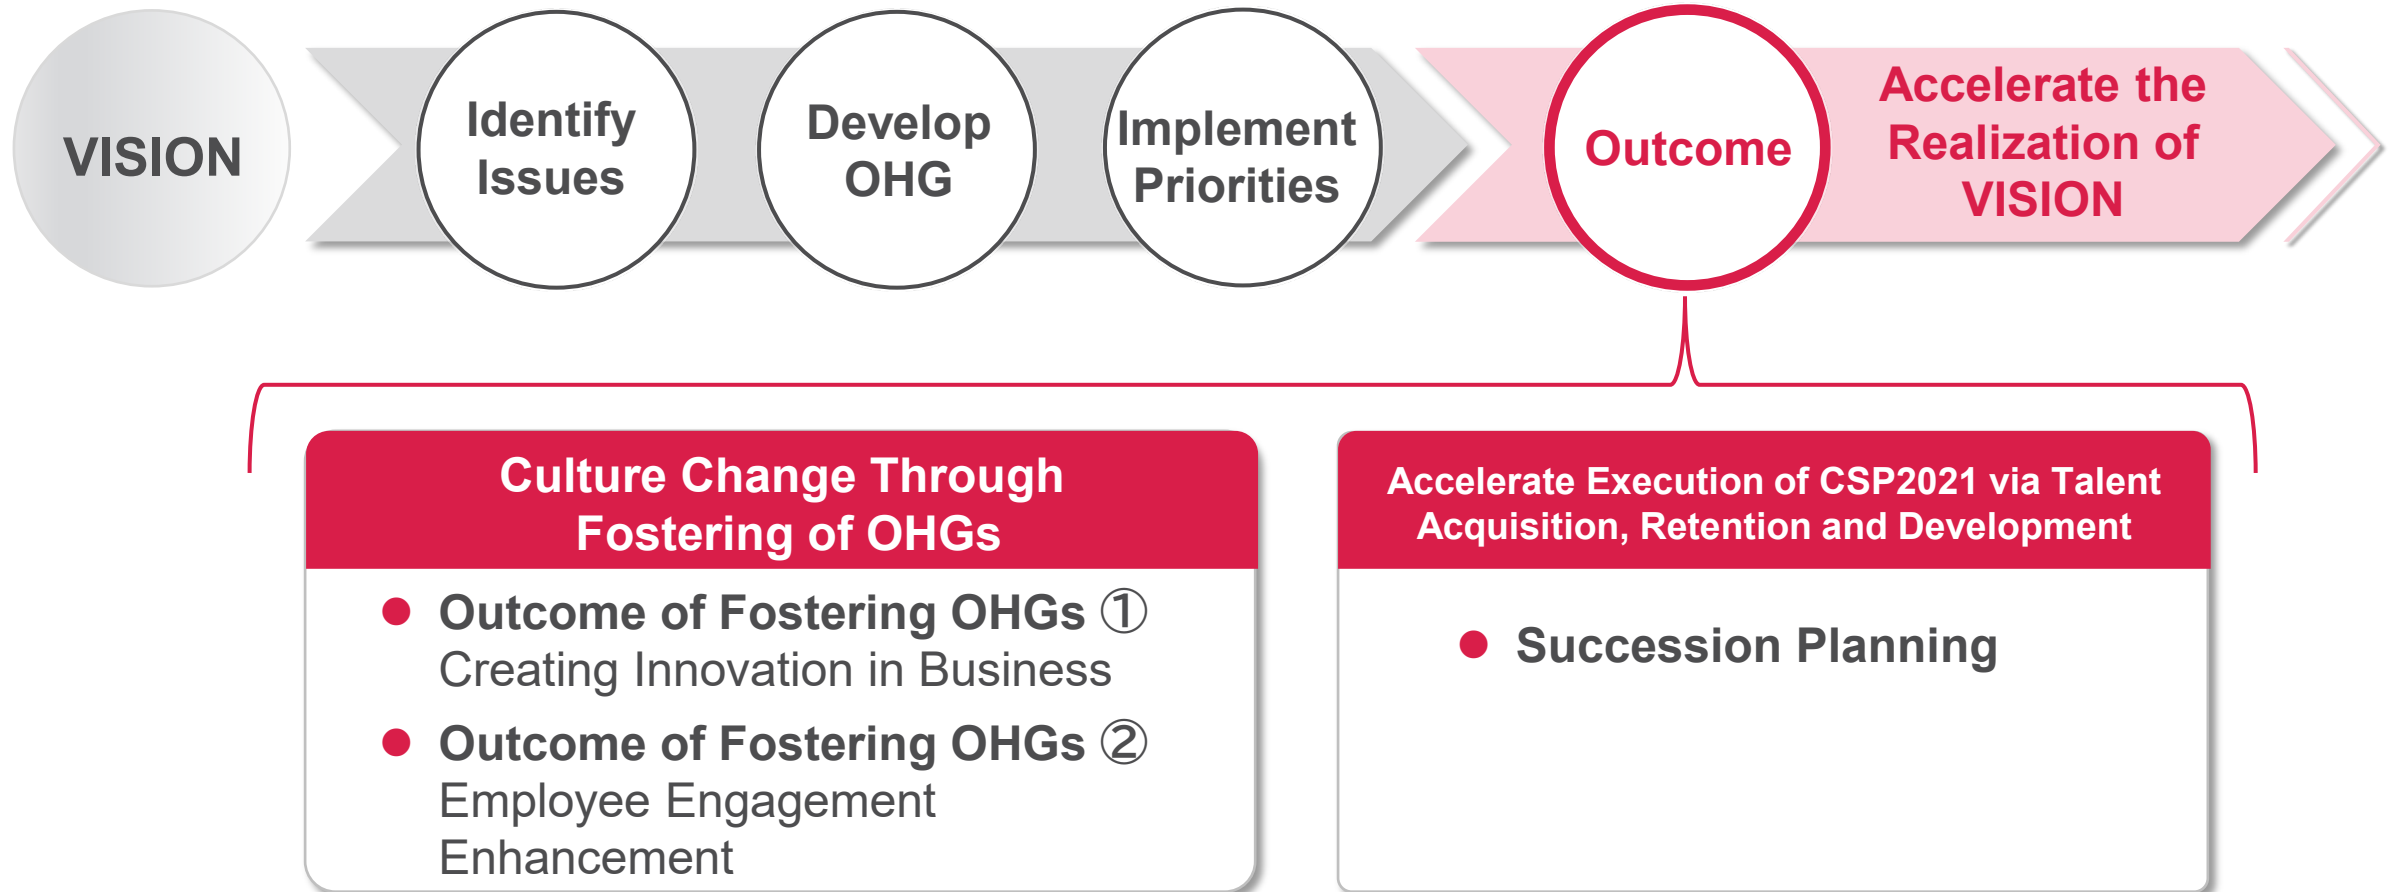 VISION
Identify
Issues
Develop
OHG
Implement
Priorities
Outcome
Accelerate the
Realization of
VISION
Culture Change Through
Fostering of OHGs
● Outcome of Fostering OHGs ①
Creating Innovation in Business
● Outcome of Fostering OHGs ②
Employee Engagement
Enhancement
Accelerate Execution of CSP2021 via Talent
Acquisition, Retention and Development
● Succession Planning